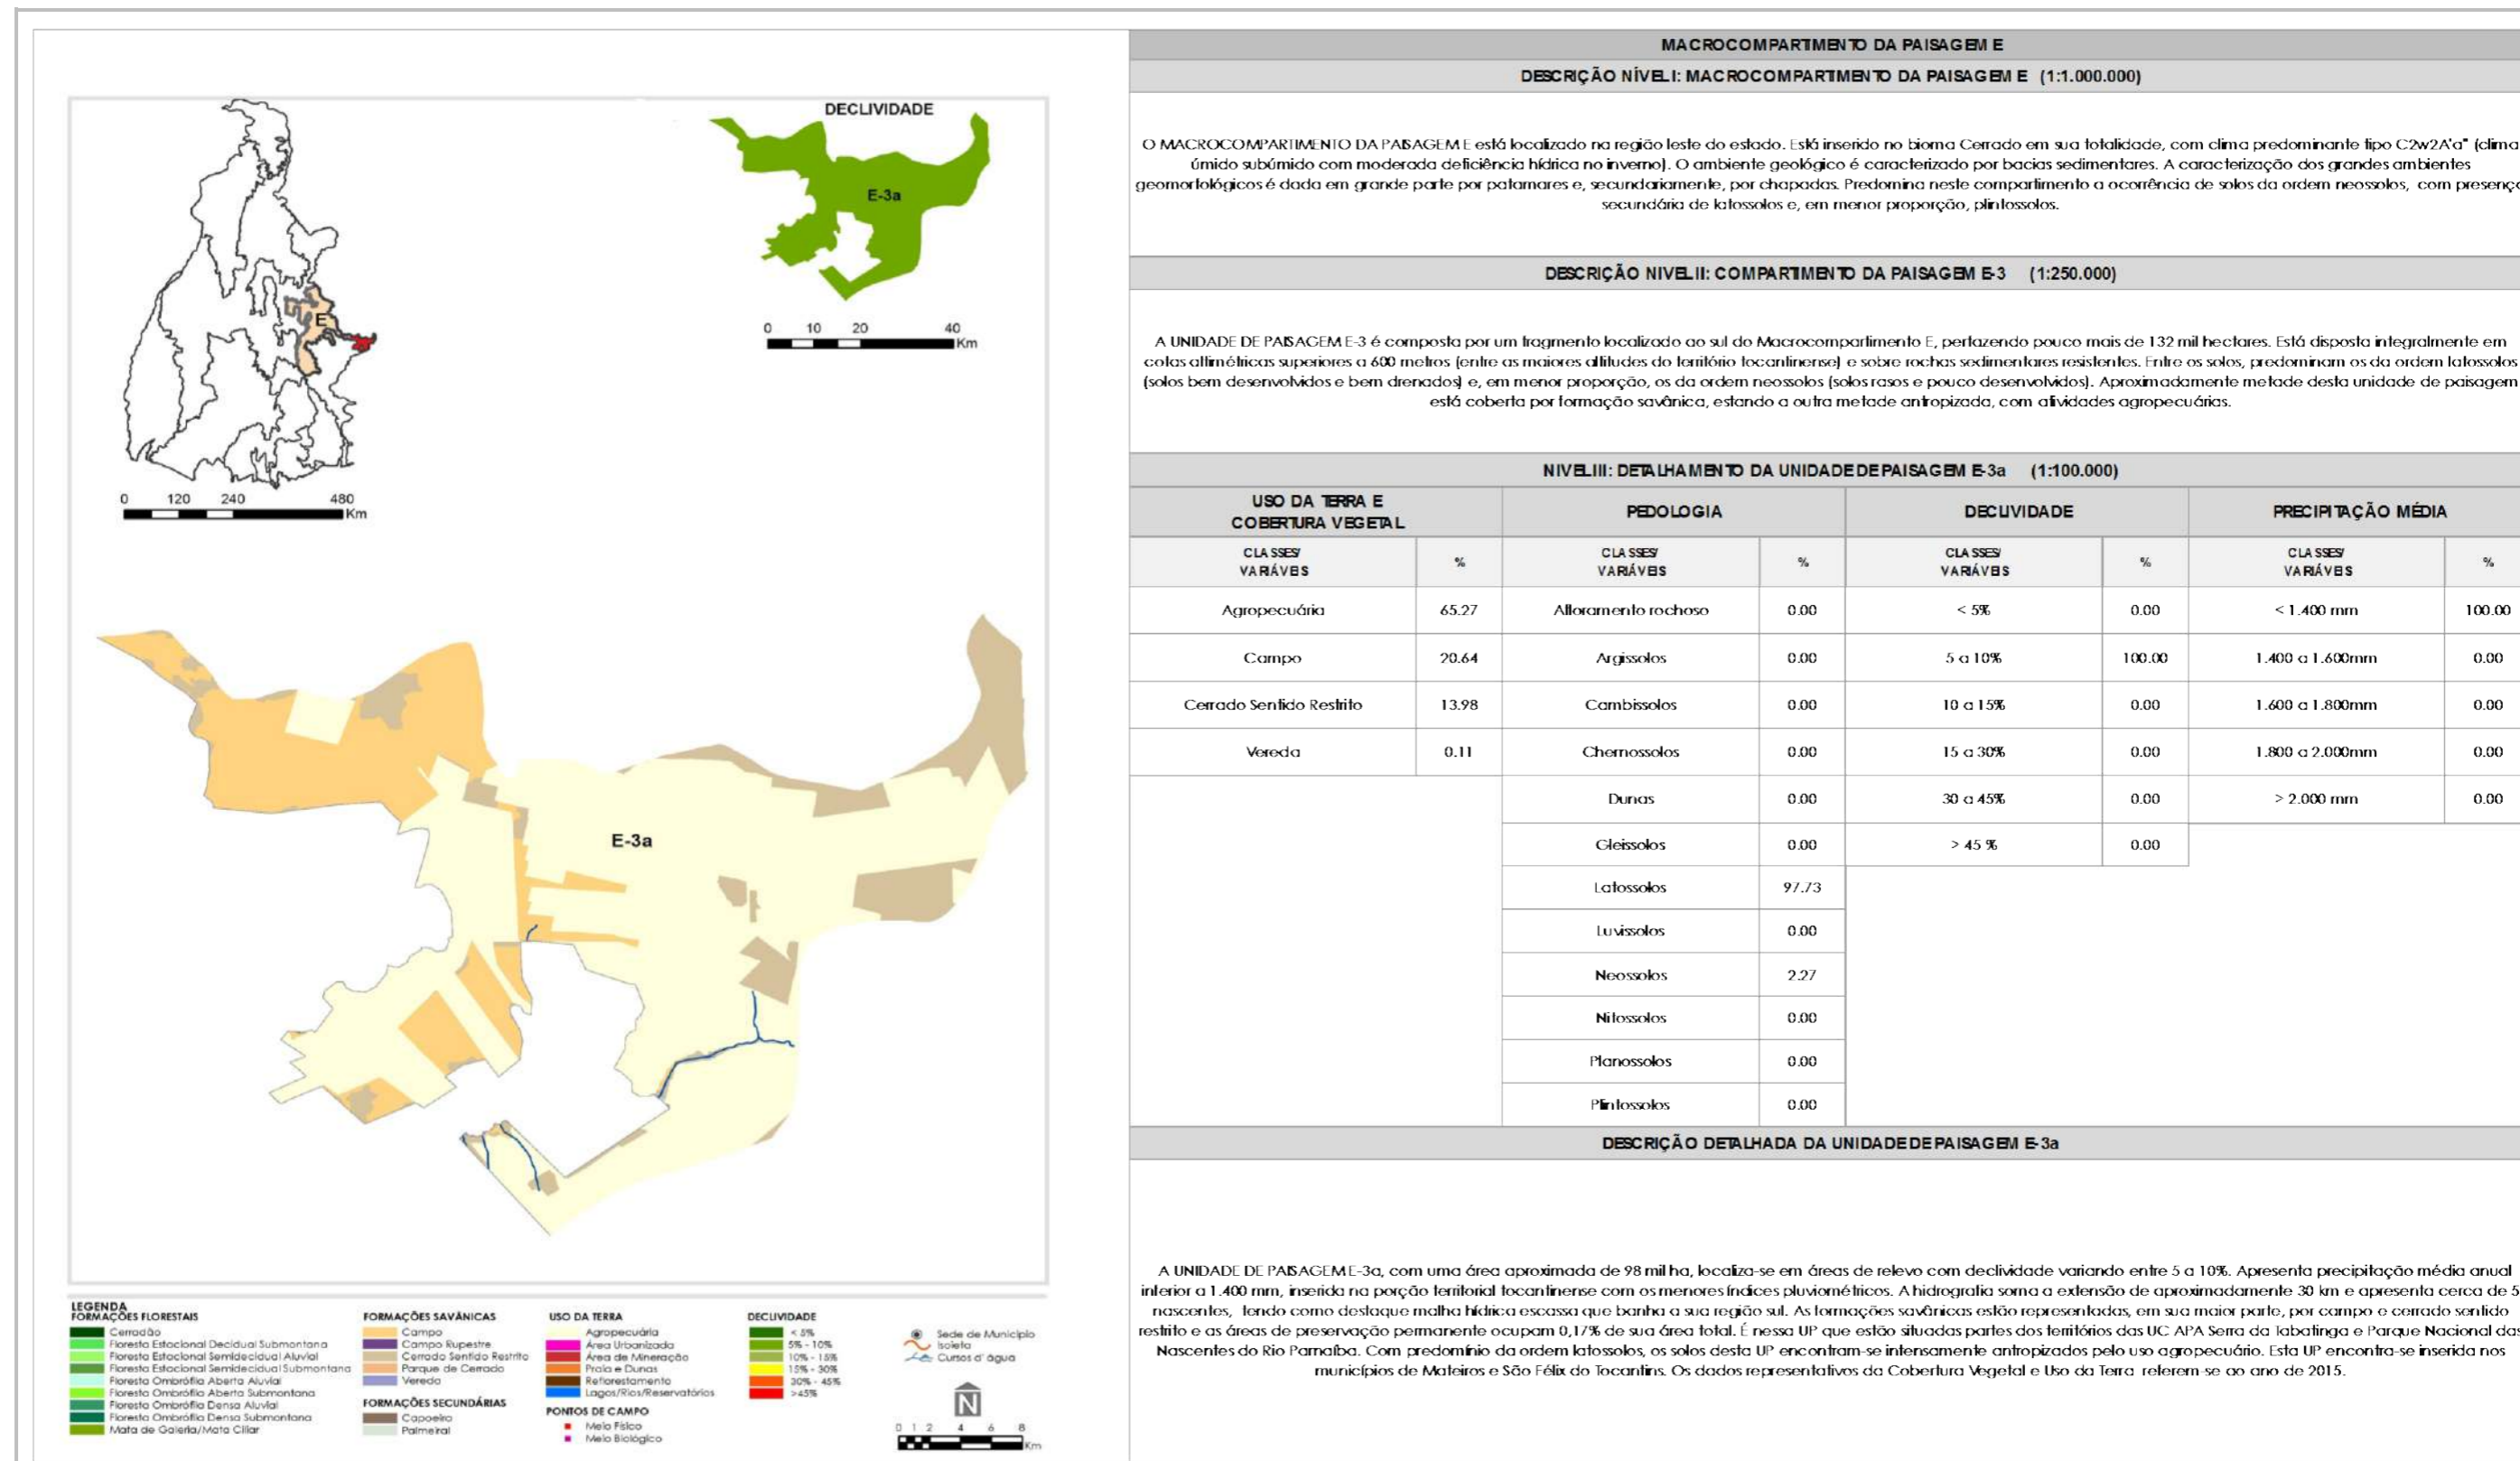 DECLIVIDADE
E-3a
0 10 20 40
Km
E
0 120 240 480
Km
E-3a
LEGENDA
FORMAÇÕES FLORESTAIS
Cerradão
Floresta Estacional Decidual Submontana
Floresta Estacional Semidecidual Aluvial
Floresta Estacional Semidecidual Submontana
Floresta Ombrófila Aberta Aluvial
Floresta Ombrófila Aberta Submontana
Floresta Ombrófila Densa Aluvial
Floresta Ombrófila Densa Submontana
Mata de Galeria/Mata Ciliar
FORMAÇÕES SAVÂNICAS
Campo
Campo Rupestre
Cerrado Sentido Restrito
Parque de Cerrado
Vereda
FORMAÇÕES SECUNDÁRIAS
Capoeira
Palmeiral
USO DA TERRA
Agropecuária
Área Urbanizada
Área de Mineração
Praia e Dunas
Reflorestamento
Lagos/Rios/Reservatórios
PONTOS DE CAMPO
Meio Físico
Meio Biológico
DECLIVIDADE
< 5%
5% - 10%
10% - 15%
15% - 30%
30% - 45%
>45%
Sede de Município
Isoieta
Cursos d' água
N
0 1 2 4 6 8
Km
MACROCOMPARTIMENTO DA PAISAGEM E
DESCRIÇÃO NÍVEL I: MACROCOMPARTIMENTO DA PAISAGEM E (1:1.000.000)
O MACROCOMPARTIMENTO DA PAISAGEM E está localizado na região leste do estado. Está inserido no bioma Cerrado em sua totalidade, com clima predominante tipo C2w2A'a" (clima
úmido subúmido com moderada deficiência hídrica no inverno). O ambiente geológico é caracterizado por bacias sedimentares. A caracterização dos grandes ambientes
geomorfológicos é dada em grande parte por patamares e, secundariamente, por chapadas. Predomina neste compartimento a ocorrência de solos da ordem neossolos, com presença
secundária de latossolos e, em menor proporção, plintossolos.
DESCRIÇÃO NIVEL II: COMPARTIMENTO DA PAISAGEM E-3 (1:250.000)
A UNIDADE DE PAISAGEM E-3 é composta por um fragmento localizado ao sul do Macrocompartimento E, perfazendo pouco mais de 132 mil hectares. Está disposta integralmente em
cotas altimétricas superiores a 600 metros (entre as maiores altitudes do território tocantinense) e sobre rochas sedimentares resistentes. Entre os solos, predominam os da ordem latossolos
(solos bem desenvolvidos e bem drenados) e, em menor proporção, os da ordem neossolos (solos rasos e pouco desenvolvidos). Aproximadamente metade desta unidade de paisagem
está coberta por formação savânica, estando a outra metade antropizada, com atividades agropecuárias.
NIVEL III: DETALHAMENTO DA UNIDADE DE PAISAGEM E-3a (1:100.000)
USO DA TERRA E
COBERTURA VEGETAL
PEDOLOGIA
DECLIVIDADE
PRECIPITAÇÃO MÉDIA
CLASSES/
VARIÁVEIS
%
CLASSES/
VARIÁVEIS
%
CLASSES/
VARIÁVEIS
%
CLASSES/
VARIÁVEIS
%
Agropecuária 65.27 Afloramento rochoso 0.00 < 5% 0.00 < 1.400 mm 100.00
Campo 20.64 Argissolos 0.00 5 a 10% 100.00 1.400 a 1.600mm 0.00
Cerrado Sentido Restrito 13.98 Cambissolos 0.00 10 a 15% 0.00 1.600 a 1.800mm 0.00
Vereda 0.11 Chernossolos 0.00 15 a 30% 0.00 1.800 a 2.000mm 0.00
Dunas 0.00 30 a 45% 0.00 > 2.000 mm 0.00
Gleissolos 0.00 > 45 % 0.00
Latossolos 97.73
Luvissolos 0.00
Neossolos 2.27
Nitossolos 0.00
Planossolos 0.00
Plintossolos 0.00
DESCRIÇÃO DETALHADA DA UNIDADE DE PAISAGEM E-3a
A UNIDADE DE PAISAGEM E-3a, com uma área aproximada de 98 mil ha, localiza-se em áreas de relevo com declividade variando entre 5 a 10%. Apresenta precipitação média anual
inferior a 1.400 mm, inserida na porção territorial tocantinense com os menores índices pluviométricos. A hidrografia soma a extensão de aproximadamente 30 km e apresenta cerca de 5
nascentes, tendo como destaque malha hídrica escassa que banha a sua região sul. As formações savânicas estão representadas, em sua maior parte, por campo e cerrado sentido
restrito e as áreas de preservação permanente ocupam 0,17% de sua área total. É nessa UP que estão situadas partes dos territórios das UC APA Serra da Tabatinga e Parque Nacional das
Nascentes do Rio Parnaíba. Com predomínio da ordem latossolos, os solos desta UP encontram-se intensamente antropizados pelo uso agropecuário. Esta UP encontra-se inserida nos
municípios de Mateiros e São Félix do Tocantins. Os dados representativos da Cobertura Vegetal e Uso da Terra referem-se ao ano de 2015.